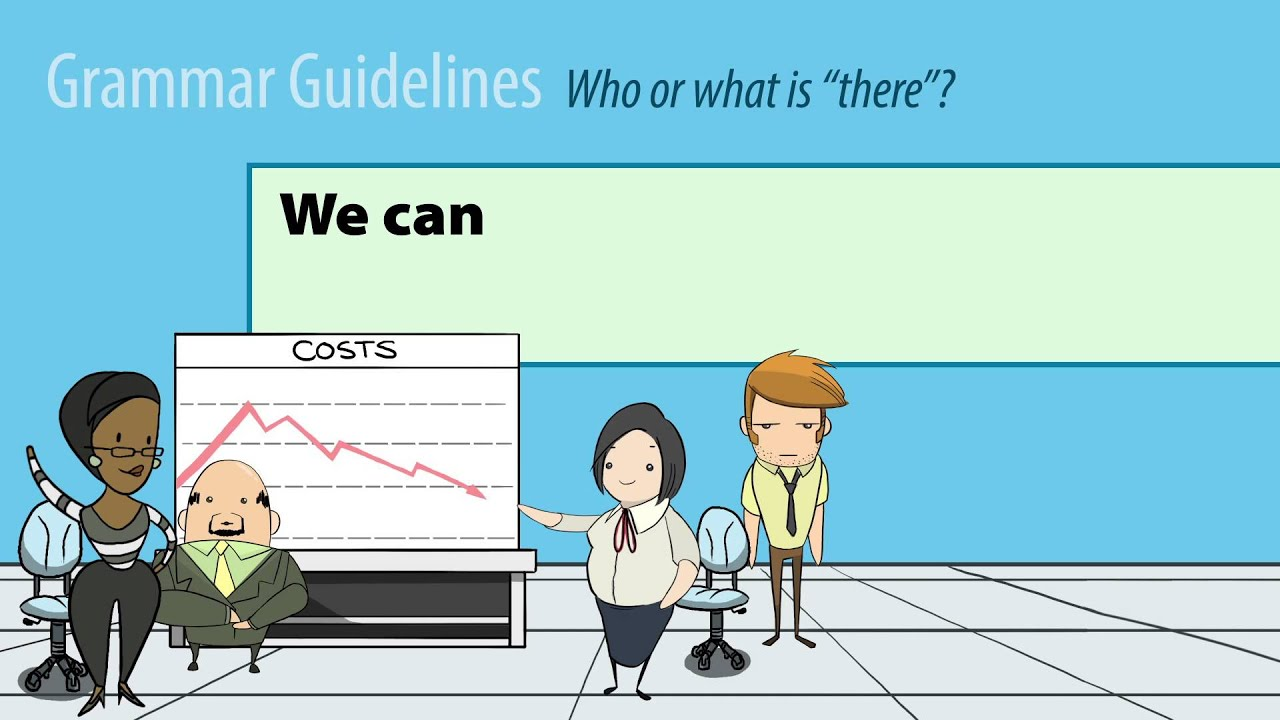 Grammar Guidelines Who or what is “there”?
We can
COSTS